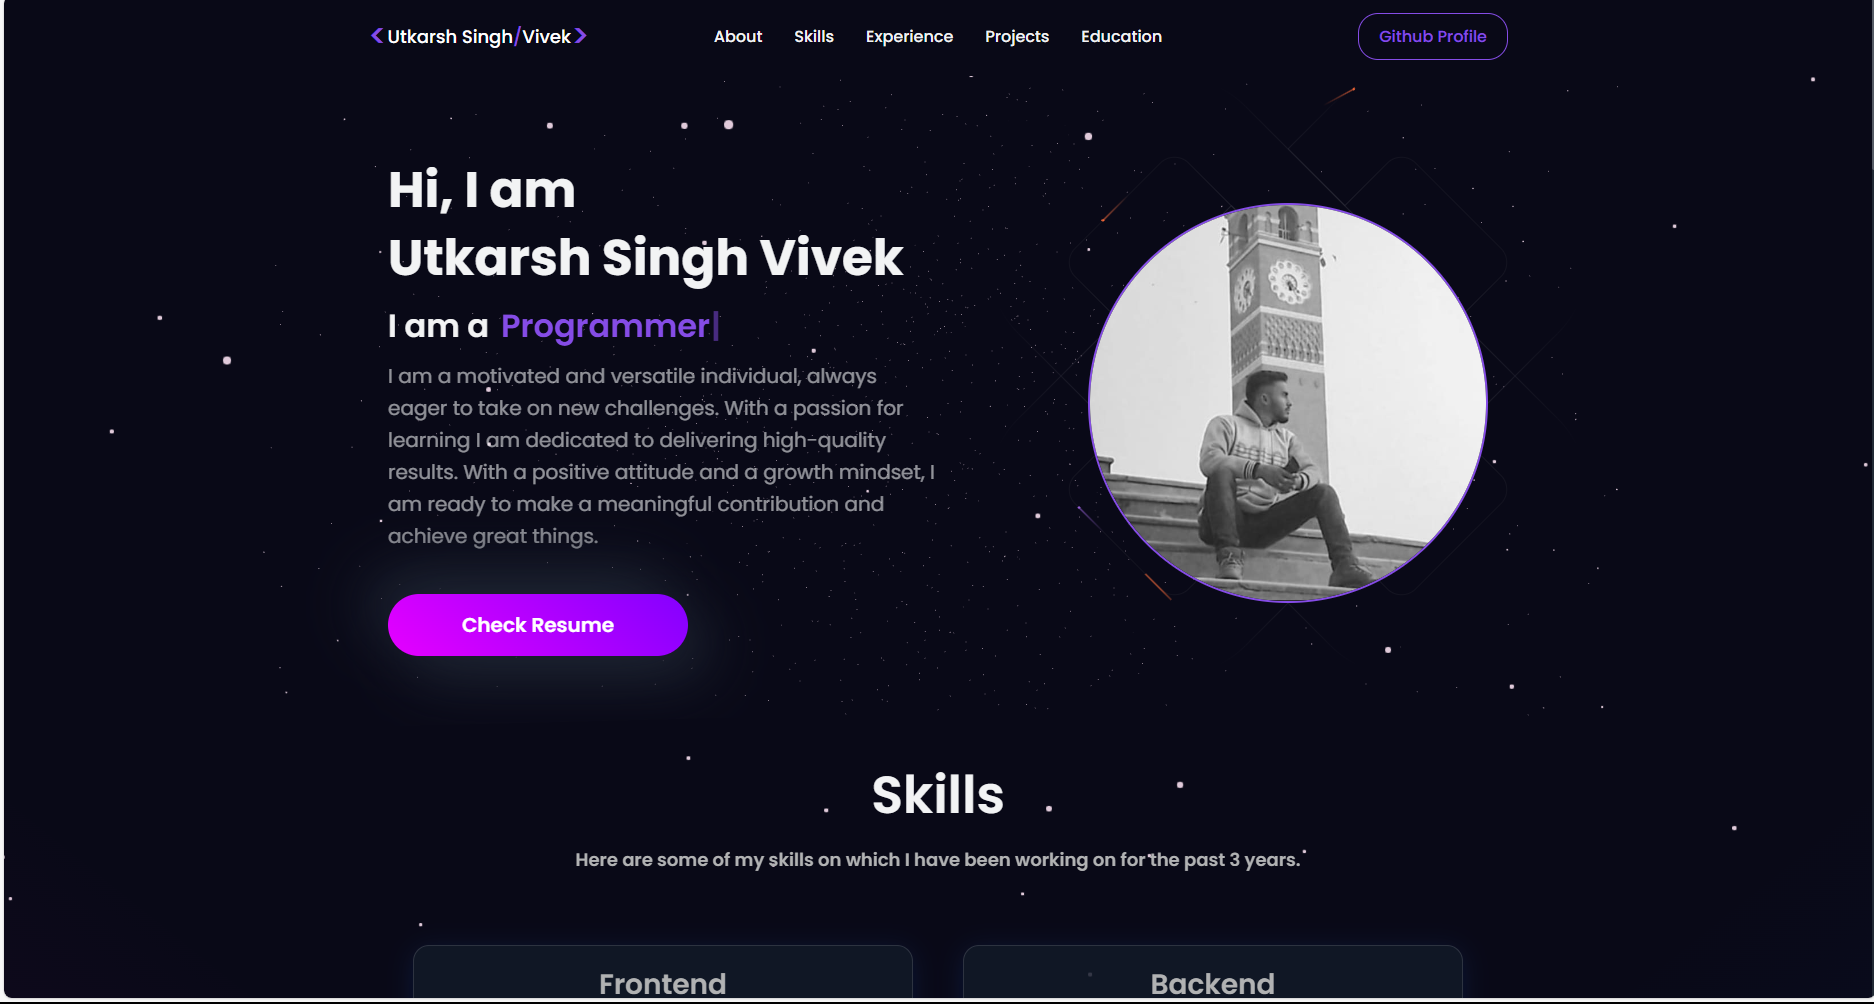 <Utkarsh Singh/Vivek>
About Skills Experience Projects Education
Github Profile
Hi, I am
Utkarsh Singh Vivek
I am a Programmer|
I am a motivated and versatile individual, always
eager to take on new challenges. With a passion for
learning I am dedicated to delivering high-quality
results. With a positive attitude and a growth mindset, I
am ready to make a meaningful contribution and
achieve great things.
Check Resume
Skills
Here are some of my skills on which I have been working on for the past 3 years.
Frontend
Backend